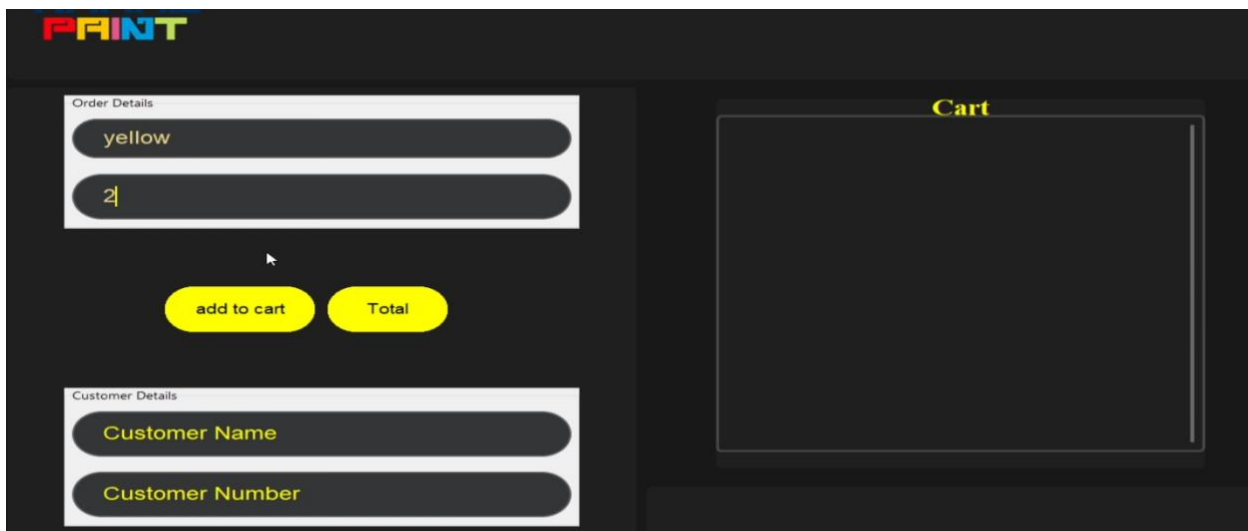 PAINT
Order Details
yellow
2
add to cart
Total
Customer Details
Customer Name
Customer Number
Cart